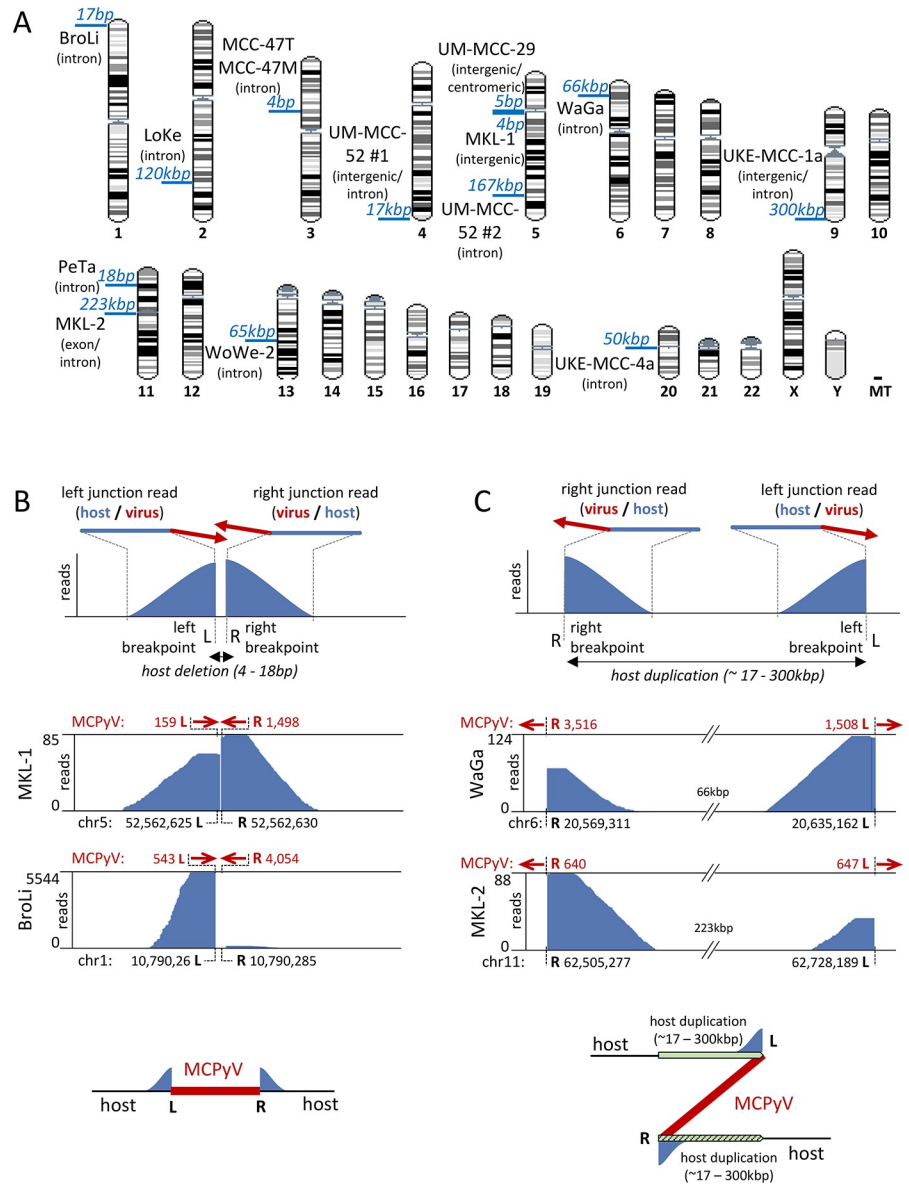 A
17bp
BroLi
(intron)
LoKe
(intron)
120kbp
MCC-47T
MCC-47M
(intron)
4bp
UM-MCC-
52 #1
(intergenic/
intron)
17kbp
UM-MCC-29
(intergenic/
centromeric)
5bp
4bp
MKL-1
(intergenic)
167kbp
UM-MCC-
52 #2
(intron)
66kbp
WaGa
(intron)
UKE-MCC-1a
(intergenic/
intron)
300kbp
1 2 3 4 5 6 7 8 9 10
PeTa
(intron)
18bp
223kbp
MKL-2
(exon/
intron)
65kbp
WoWe-2
(intron)
50kbp
UKE-MCC-4a
(intron)
11 12 13 14 15 16 17 18 19 20 21 22 X Y MT
B
left junction read
(host / virus)
right junction read
(virus / host)
reads
left
breakpoint
L
R
right
breakpoint
host deletion (4 - 18bp)
MCPyV: 159 L R 1,498
MKL-1
85
reads
0
chr5: 52,562,625 L R 52,562,630
MCPyV: 543 L R 4,054
BroLi
5544
reads
0
chr1: 10,790,26 L R 10,790,285
MCPyV
host L R host
C
right junction read
(virus / host)
left junction read
(host / virus)
reads
R
right
breakpoint
left
breakpoint
L
host duplication (~ 17 - 300kbp)
MCPyV: R 3,516 1,508 L
WaGa
124
reads
0
66kbp
chr6: R 20,569,311 20,635,162 L
MCPyV: R 640 647 L
MKL-2
88
reads
0
223kbp
chr11: R 62,505,277 62,728,189 L
host duplication
(~17 – 300kbp)
L
host
MCPyV
R
host
host duplication
(~17 – 300kbp)